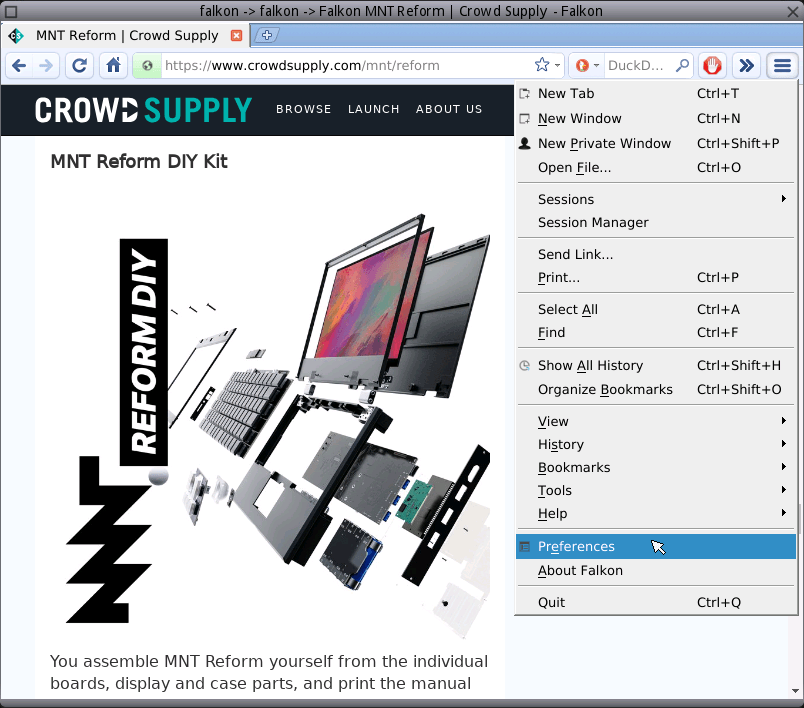 falkon -> falkon -> Falkon MNT Reform | Crowd Supply - Falkon
MNT Reform | Crowd Supply
https://www.crowdsupply.com/mnt/reform
DuckD...
CROWD SUPPLY
BROWSE LAUNCH ABOUT US
MNT Reform DIY Kit
REFORM DIY
MNT
You assemble MNT Reform yourself from the individual
boards, display and case parts, and print the manual
New Tab Ctrl+T
New Window Ctrl+N
New Private Window Ctrl+Shift+P
Open File... Ctrl+O
Sessions
Session Manager
Send Link...
Print... Ctrl+P
Select All Ctrl+A
Find Ctrl+F
Show All History Ctrl+Shift+H
Organize Bookmarks Ctrl+Shift+O
View
History
Bookmarks
Tools
Help
Preferences
About Falkon
Quit Ctrl+Q